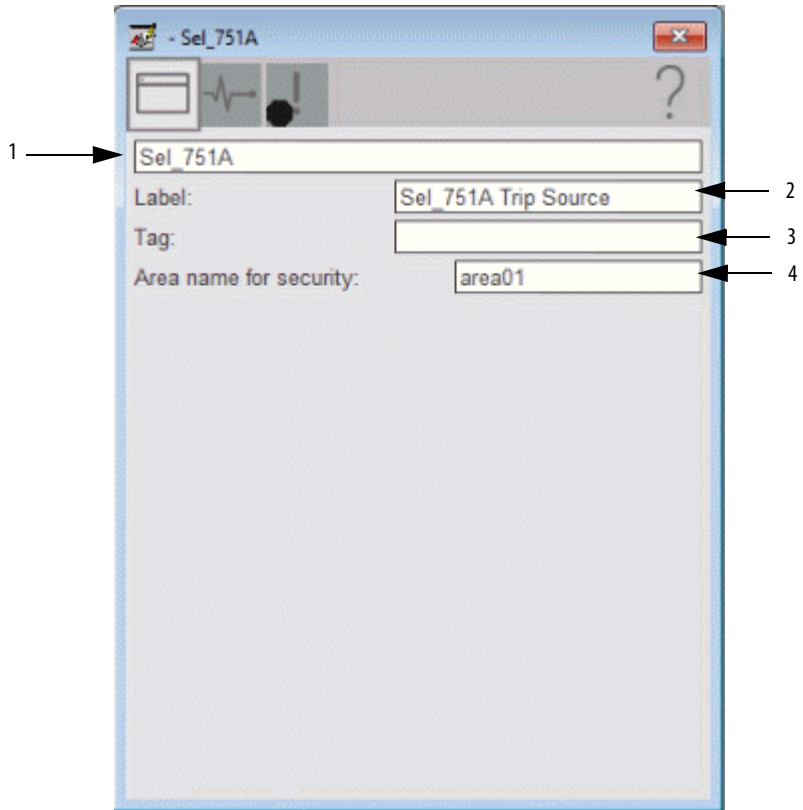 - Sel_751A
?
1
Sel_751A
Label: Sel_751A Trip Source 2
Tag: 3
Area name for security: area01 4